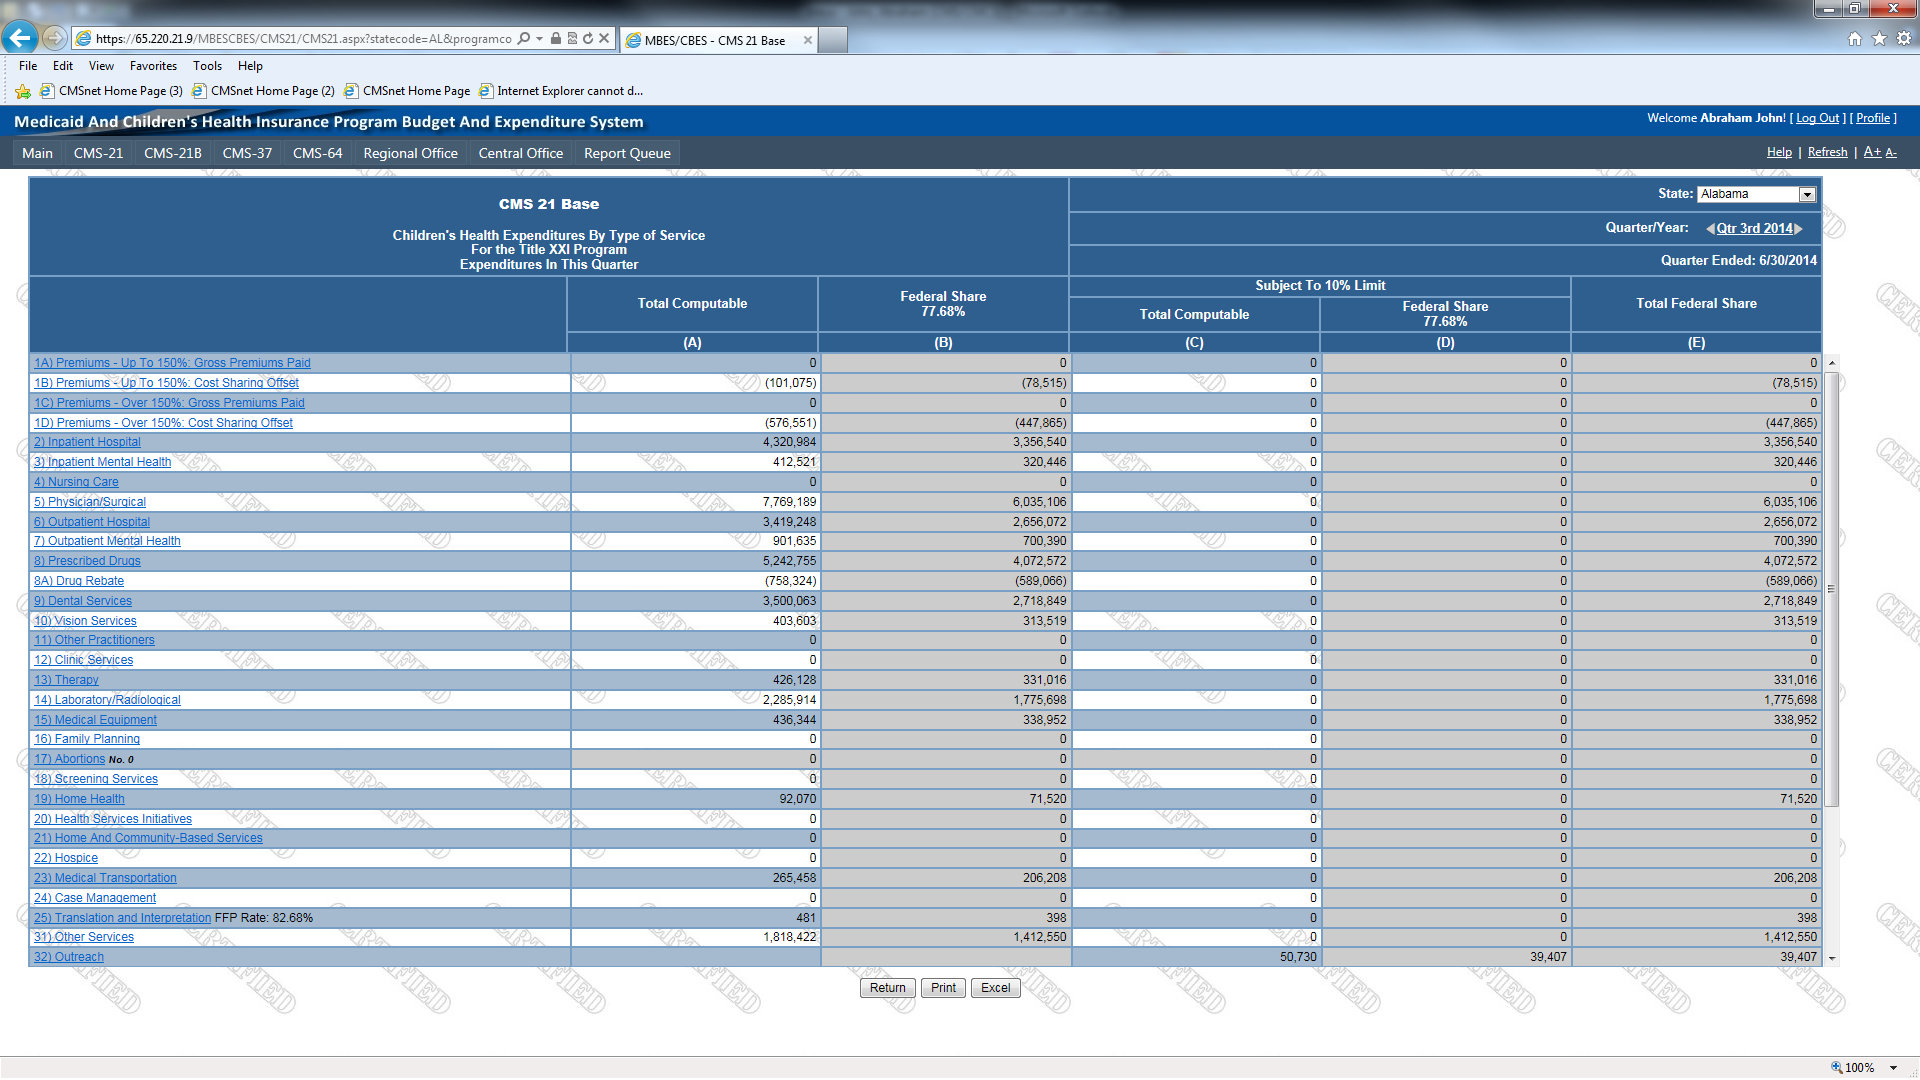 https://65.220.21.9/MBESCBES/CMS21/CMS21.aspx?statecode=AL&programco
MBES/CBES - CMS 21 Base
File Edit View Favorites Tools Help
CMSnet Home Page (3) CMSnet Home Page (2) CMSnet Home Page Internet Explorer cannot d...
Medicaid And Children's Health Insurance Program Budget And Expenditure System
Welcome Abraham John! [ Log Out ] [ Profile ]
Main CMS-21 CMS-21B CMS-37 CMS-64 Regional Office Central Office Report Queue
Help | Refresh | A+ A-
CMS 21 Base
Children's Health Expenditures By Type of Service
For the Title XXI Program
Expenditures In This Quarter
State: Alabama
Quarter/Year: Qtr 3rd 2014
Quarter Ended: 6/30/2014
Total Computable
Federal Share
77.68%
Subject To 10% Limit
Total Computable
Federal Share
77.68%
Total Federal Share
(A) (B) (C) (D) (E)
1A) Premiums - Up To 150%: Gross Premiums Paid 0 0 0 0 0
1B) Premiums - Up To 150%: Cost Sharing Offset (101,075) (78,515) 0 0 (78,515)
1C) Premiums - Over 150%: Gross Premiums Paid 0 0 0 0 0
1D) Premiums - Over 150%: Cost Sharing Offset (576,551) (447,865) 0 0 (447,865)
2) Inpatient Hospital 4,320,984 3,356,540 0 0 3,356,540
3) Inpatient Mental Health 412,521 320,446 0 0 320,446
4) Nursing Care 0 0 0 0 0
5) Physician/Surgical 7,769,189 6,035,106 0 0 6,035,106
6) Outpatient Hospital 3,419,248 2,656,072 0 0 2,656,072
7) Outpatient Mental Health 901,635 700,390 0 0 700,390
8) Prescribed Drugs 5,242,755 4,072,572 0 0 4,072,572
8A) Drug Rebate (758,324) (589,066) 0 0 (589,066)
9) Dental Services 3,500,063 2,718,849 0 0 2,718,849
10) Vision Services 403,603 313,519 0 0 313,519
11) Other Practitioners 0 0 0 0 0
12) Clinic Services 0 0 0 0 0
13) Therapy 426,128 331,016 0 0 331,016
14) Laboratory/Radiological 2,285,914 1,775,698 0 0 1,775,698
15) Medical Equipment 436,344 338,952 0 0 338,952
16) Family Planning 0 0 0 0 0
17) Abortions No. 0 0 0 0 0 0
18) Screening Services 0 0 0 0 0
19) Home Health 92,070 71,520 0 0 71,520
20) Health Services Initiatives 0 0 0 0 0
21) Home And Community-Based Services 0 0 0 0 0
22) Hospice 0 0 0 0 0
23) Medical Transportation 265,458 206,208 0 0 206,208
24) Case Management 0 0 0 0 0
25) Translation and Interpretation FFP Rate: 82.68% 481 398 0 0 398
31) Other Services 1,818,422 1,412,550 0 0 1,412,550
32) Outreach 50,730 39,407 39,407
Return Print Excel
100%